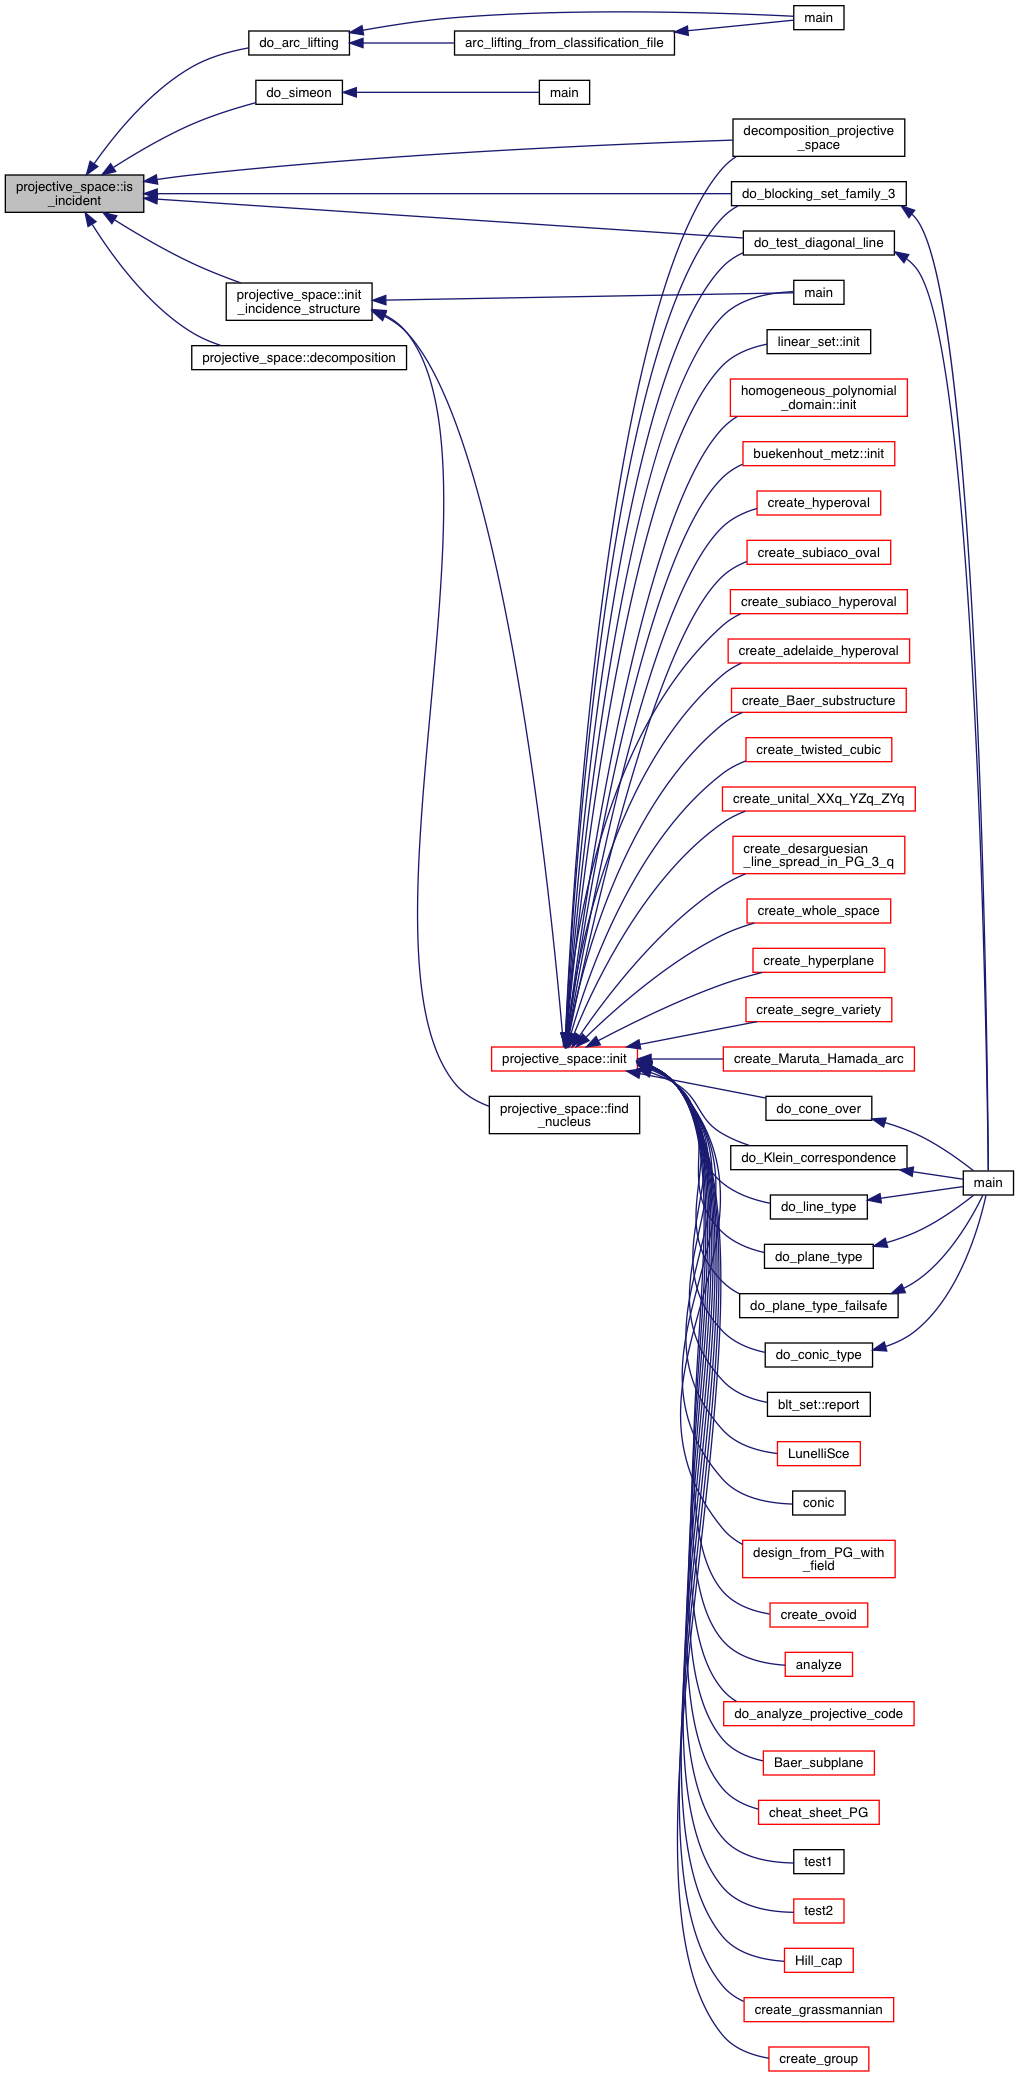 main
do_arc_lifting
arc_lifting_from_classification_file
do_simeon
main
decomposition_projective
_space
projective_space::is
_incident
do_blocking_set_family_3
do_test_diagonal_line
projective_space::init
_incidence_structure
main
linear_set::init
projective_space::decomposition
homogeneous_polynomial
_domain::init
buekenhout_metz::init
create_hyperoval
create_subiaco_oval
create_subiaco_hyperoval
create_adelaide_hyperoval
create_Baer_substructure
create_twisted_cubic
create_unital_XXq_YZq_ZYq
create_desarguesian
_line_spread_in_PG_3_q
create_whole_space
create_hyperplane
create_segre_variety
projective_space::init
create_Maruta_Hamada_arc
projective_space::find
_nucleus
do_cone_over
do_Klein_correspondence
main
do_line_type
do_plane_type
do_plane_type_failsafe
do_conic_type
blt_set::report
LunelliSce
conic
design_from_PG_with
_field
create_ovoid
analyze
do_analyze_projective_code
Baer_subplane
cheat_sheet_PG
test1
test2
Hill_cap
create_grassmannian
create_group